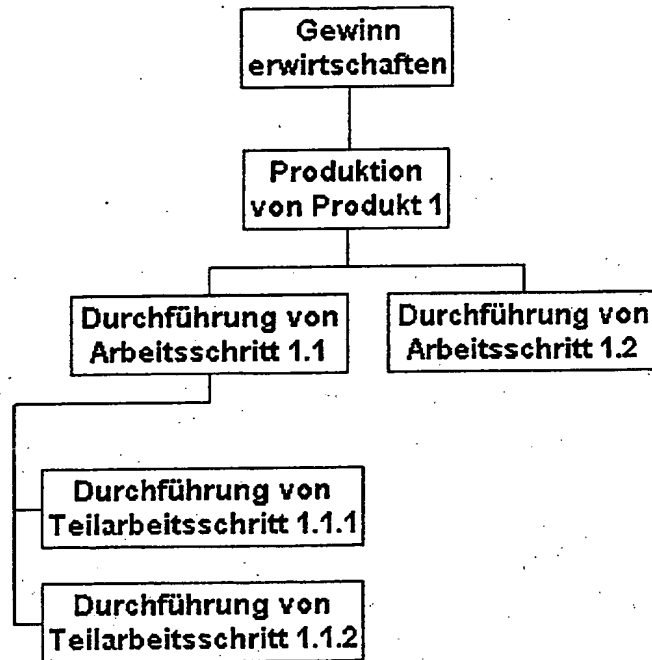 Gewinn
erwirtschaften
Produktion
von Produkt 1
Durchführung von
Arbeitsschritt 1.1
Durchführung von
Arbeitsschritt 1.2
Durchführung von
Teilarbeitsschritt 1.1.1
Durchführung von
Teilarbeitsschritt 1.1.2